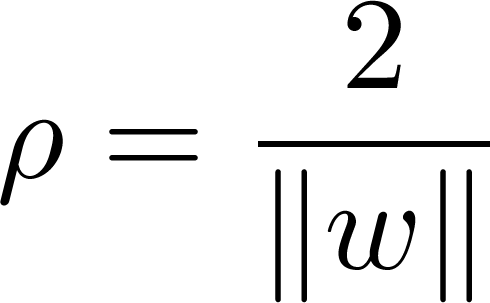 ρ = 2 / ‖w‖